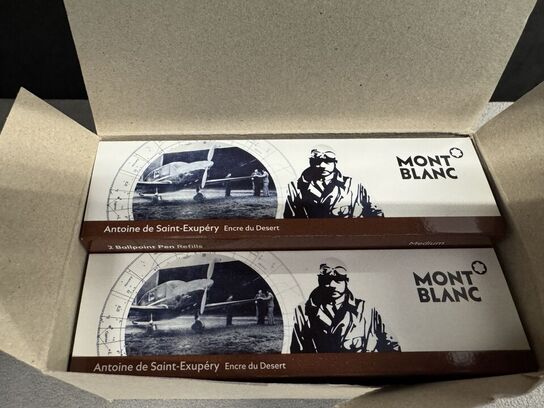 MONT
BLANC
Antoine de Saint-Exupéry Encre du Desert
2 Ballpoint Pen Refills Medium
MONT
BLANC
Antoine de Saint-Exupéry Encre du Desert